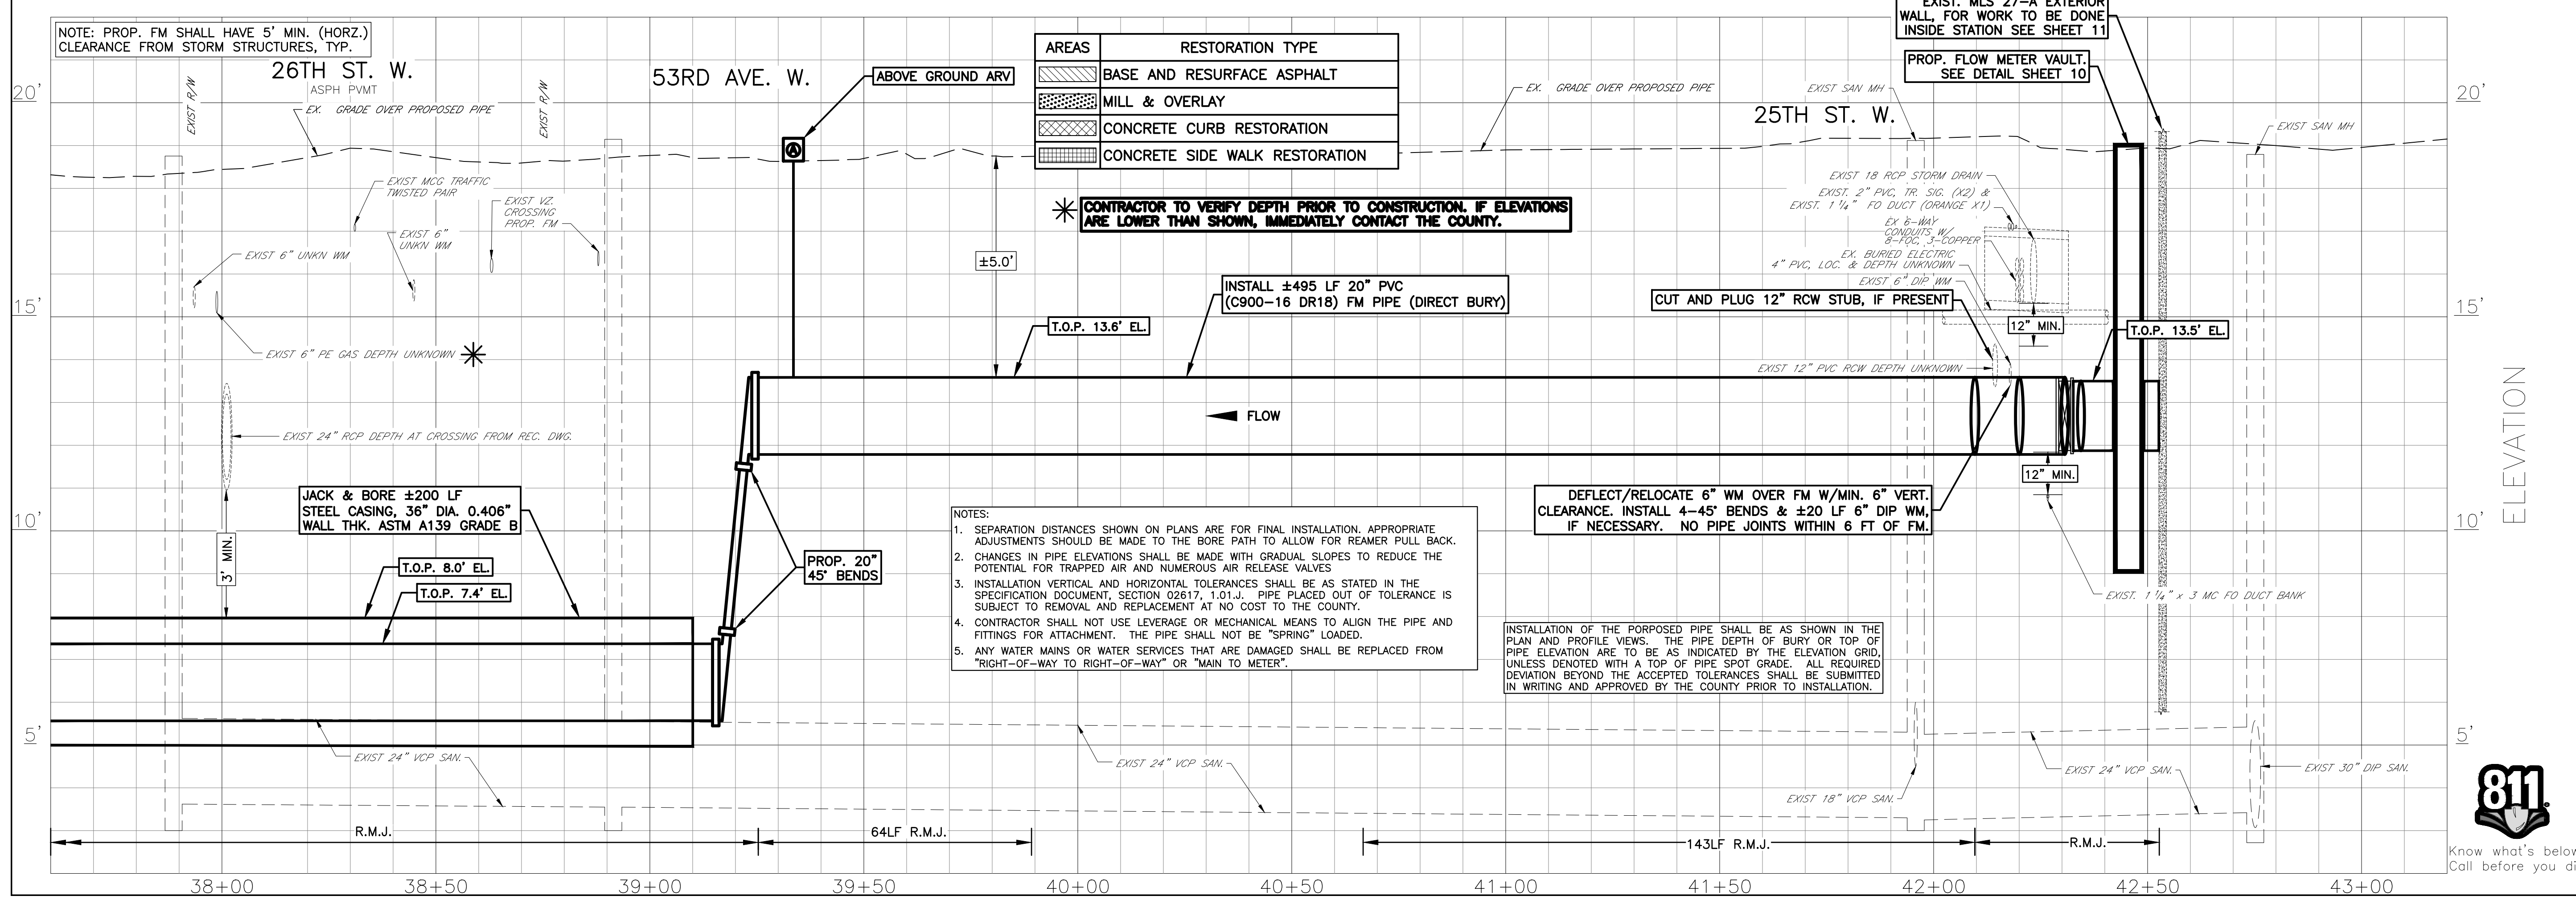 NOTE: PROP. FM SHALL HAVE 5' MIN. (HORZ.)
CLEARANCE FROM STORM STRUCTURES, TYP.
26TH ST. W.
ASPH PVMT
EX. GRADE OVER PROPOSED PIPE
EXIST R/W
EXIST R/W
53RD AVE. W.
ABOVE GROUND ARV
A
AREAS RESTORATION TYPE
BASE AND RESURFACE ASPHALT
MILL & OVERLAY
CONCRETE CURB RESTORATION
CONCRETE SIDE WALK RESTORATION
EX. GRADE OVER PROPOSED PIPE
EXIST. MLS 27-A EXTERIOR
WALL, FOR WORK TO BE DONE
INSIDE STATION SEE SHEET 11
PROP. FLOW METER VAULT.
SEE DETAIL SHEET 10
EXIST SAN MH
25TH ST. W.
EXIST SAN MH
20'
20'
EXIST MCG TRAFFIC
TWISTED PAIR
EXIST VZ.
CROSSING
PROP. FM
EXIST 6"
UNKN WM
EXIST 6" UNKN WM
EXIST 6" PE GAS DEPTH UNKNOWN
CONTRACTOR TO VERIFY DEPTH PRIOR TO CONSTRUCTION. IF ELEVATIONS
ARE LOWER THAN SHOWN, IMMEDIATELY CONTACT THE COUNTY.
±5.0'
EXIST 18 RCP STORM DRAIN
EXIST. 2" PVC, TR. SIG. (X2) &
EXIST. 1 1/4" FO DUCT (ORANGE X1)
EX 6-WAY
CONDUITS W/
8-FOC, 3-COPPER
EX. BURIED ELECTRIC
4" PVC, LOC. & DEPTH UNKNOWN
EXIST 6" DIP WM
INSTALL ±495 LF 20" PVC
(C900-16 DR18) FM PIPE (DIRECT BURY)
CUT AND PLUG 12" RCW STUB, IF PRESENT
15'
15'
T.O.P. 13.6' EL.
12" MIN.
T.O.P. 13.5' EL.
EXIST 12" PVC RCW DEPTH UNKNOWN
FLOW
EXIST 24" RCP DEPTH AT CROSSING FROM REC. DWG.
12" MIN.
ELEVATION
JACK & BORE ±200 LF
STEEL CASING, 36" DIA. 0.406"
WALL THK. ASTM A139 GRADE B
DEFLECT/RELOCATE 6" WM OVER FM W/MIN. 6" VERT.
CLEARANCE. INSTALL 4-45° BENDS & ±20 LF 6" DIP WM,
IF NECESSARY. NO PIPE JOINTS WITHIN 6 FT OF FM.
10'
10'
3' MIN.
T.O.P. 8.0' EL.
T.O.P. 7.4' EL.
PROP. 20"
45° BENDS
NOTES:
1. SEPARATION DISTANCES SHOWN ON PLANS ARE FOR FINAL INSTALLATION. APPROPRIATE
ADJUSTMENTS SHOULD BE MADE TO THE BORE PATH TO ALLOW FOR REAMER PULL BACK.
2. CHANGES IN PIPE ELEVATIONS SHALL BE MADE WITH GRADUAL SLOPES TO REDUCE THE
POTENTIAL FOR TRAPPED AIR AND NUMEROUS AIR RELEASE VALVES
3. INSTALLATION VERTICAL AND HORIZONTAL TOLERANCES SHALL BE AS STATED IN THE
SPECIFICATION DOCUMENT, SECTION 02617, 1.01.J. PIPE PLACED OUT OF TOLERANCE IS
SUBJECT TO REMOVAL AND REPLACEMENT AT NO COST TO THE COUNTY.
4. CONTRACTOR SHALL NOT USE LEVERAGE OR MECHANICAL MEANS TO ALIGN THE PIPE AND
FITTINGS FOR ATTACHMENT. THE PIPE SHALL NOT BE "SPRING" LOADED.
5. ANY WATER MAINS OR WATER SERVICES THAT ARE DAMAGED SHALL BE REPLACED FROM
"RIGHT-OF-WAY TO RIGHT-OF-WAY" OR "MAIN TO METER".
EXIST. 1 1/4" x 3 MC FO DUCT BANK
INSTALLATION OF THE PORPOSED PIPE SHALL BE AS SHOWN IN THE
PLAN AND PROFILE VIEWS. THE PIPE DEPTH OF BURY OR TOP OF
PIPE ELEVATION ARE TO BE AS INDICATED BY THE ELEVATION GRID,
UNLESS DENOTED WITH A TOP OF PIPE SPOT GRADE. ALL REQUIRED
DEVIATION BEYOND THE ACCEPTED TOLERANCES SHALL BE SUBMITTED
IN WRITING AND APPROVED BY THE COUNTY PRIOR TO INSTALLATION.
5'
5'
EXIST 24" VCP SAN.
EXIST 24" VCP SAN.
EXIST 18" VCP SAN.
EXIST 24" VCP SAN.
EXIST 30" DIP SAN.
811
R.M.J.
64LF R.M.J.
143LF R.M.J.
R.M.J.
Know what's below
Call before you di
38+00
38+50
39+00
39+50
40+00
40+50
41+00
41+50
42+00
42+50
43+00